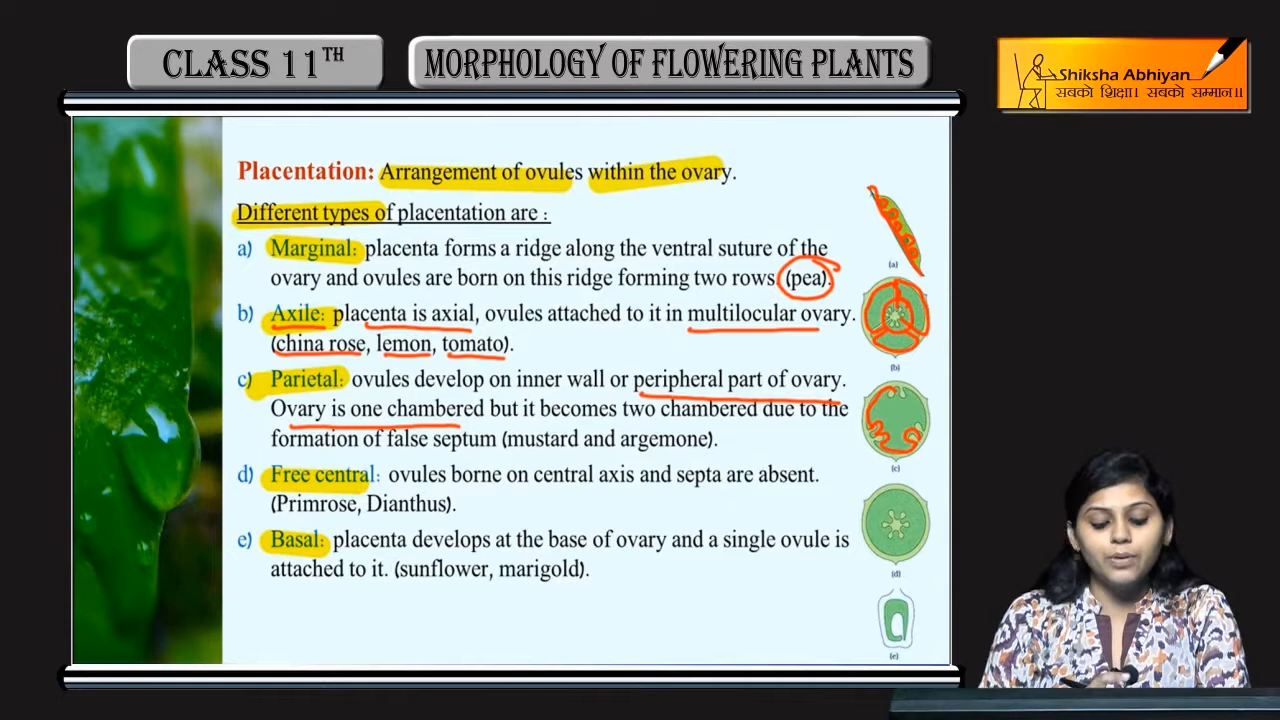 CLASS 11TH
MORPHOLOGY OF FLOWERING PLANTS
Shiksha Abhiyan
सबको शिक्षा। सबको सम्मान।।
Placentation: Arrangement of ovules within the ovary.
Different types of placentation are :
a) Marginal: placenta forms a ridge along the ventral suture of the
ovary and ovules are born on this ridge forming two rows (pea).
b) Axile: placenta is axial, ovules attached to it in multilocular ovary.
(china rose, lemon, tomato).
c) Parietal: ovules develop on inner wall or peripheral part of ovary.
Ovary is one chambered but it becomes two chambered due to the
formation of false septum (mustard and argemone).
d) Free central: ovules borne on central axis and septa are absent.
(Primrose, Dianthus).
e) Basal: placenta develops at the base of ovary and a single ovule is
attached to it. (sunflower, marigold).
(a)
(b)
(c)
(d)
(e)